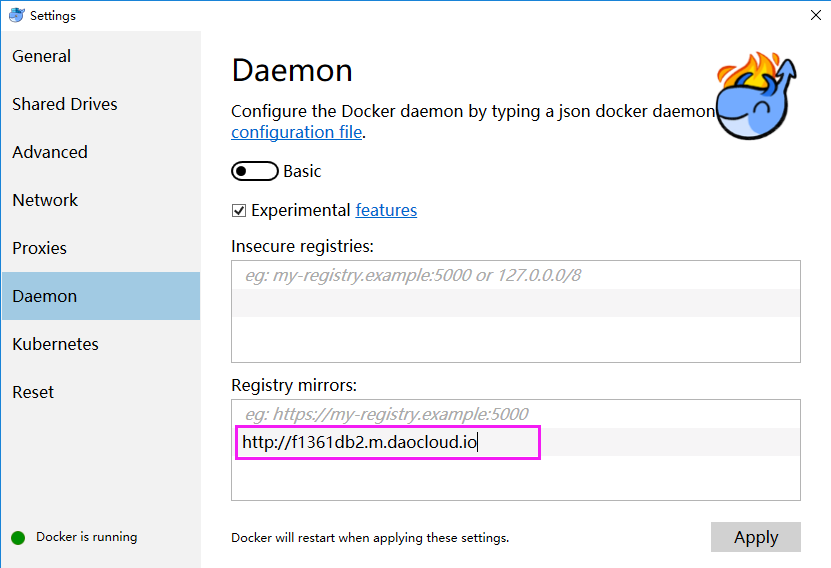 Settings
General
Shared Drives
Advanced
Network
Proxies
Daemon
Kubernetes
Reset
Docker is running
Daemon
Configure the Docker daemon by typing a json docker daemon
configuration file.
Basic
Experimental features
Insecure registries:
eg: my-registry.example:5000 or 127.0.0.0/8
Registry mirrors:
eg: https://my-registry.example:5000
http://f1361db2.m.daocloud.io
Docker will restart when applying these settings.
Apply